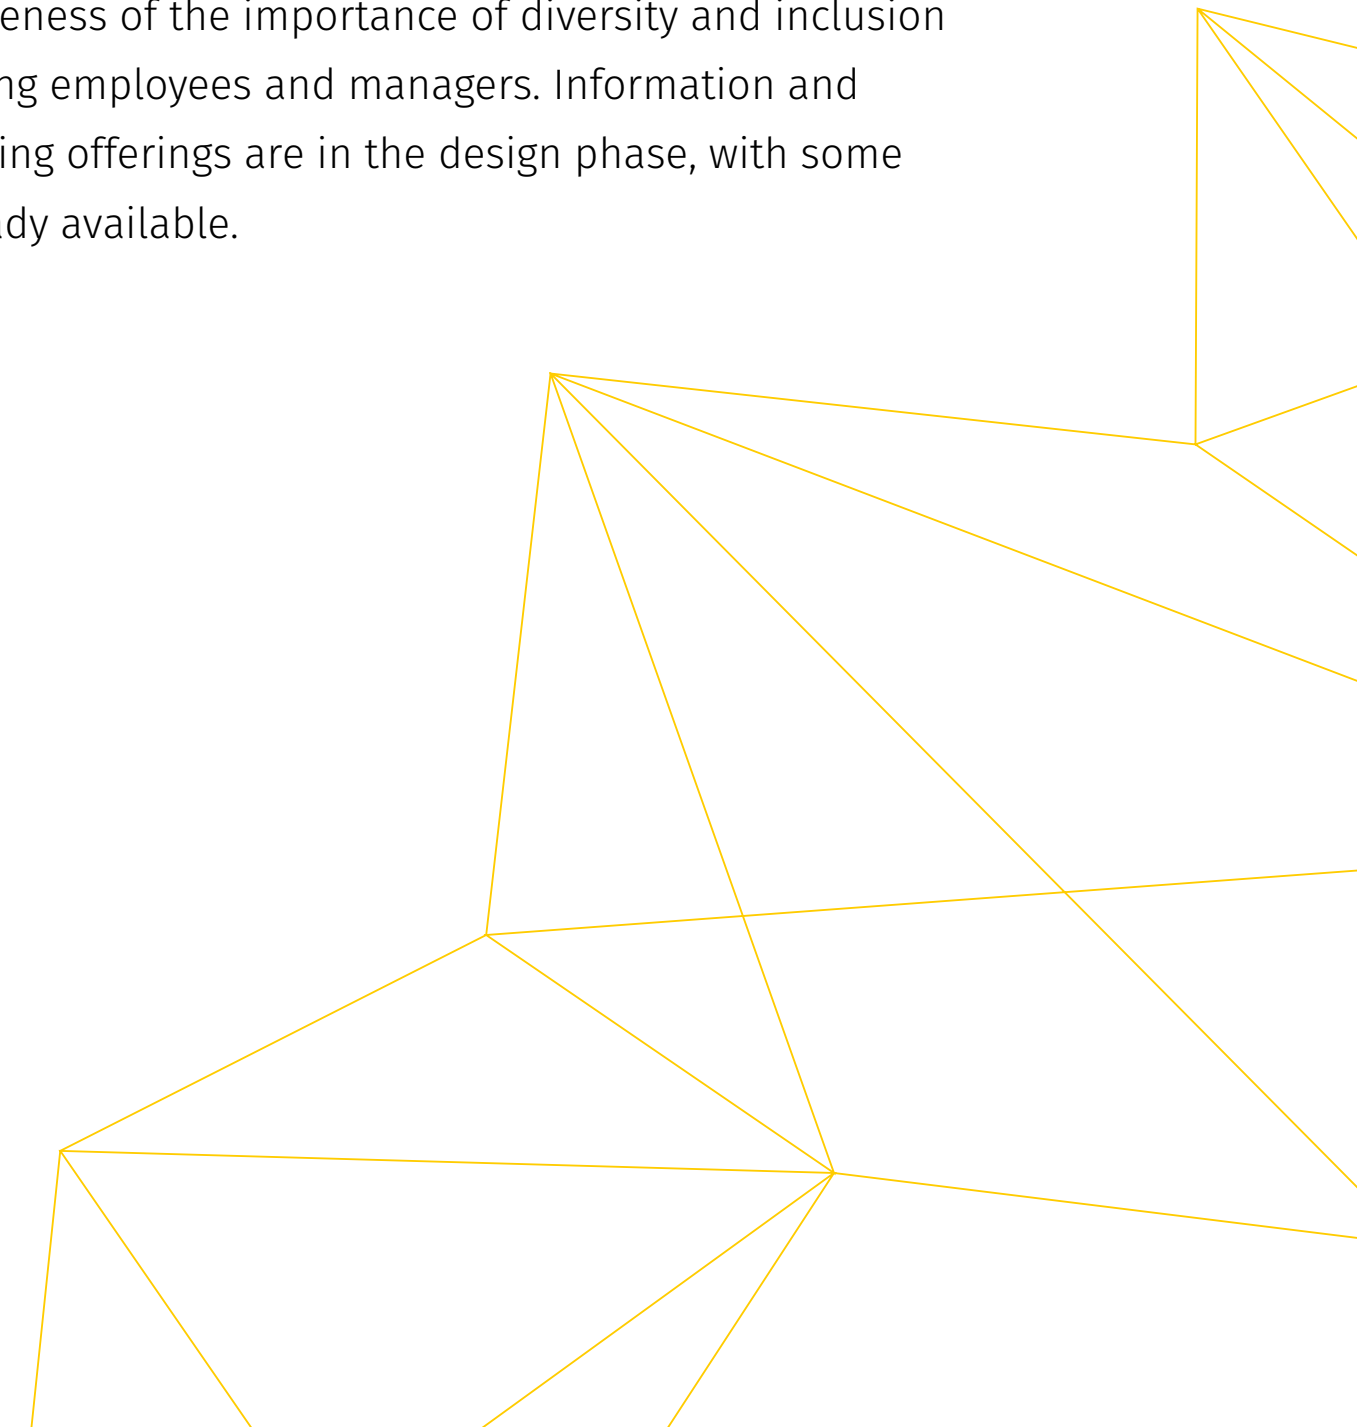 eness of the importance of diversity and inclusion
ng employees and managers. Information and
ing offerings are in the design phase, with some
dy available.